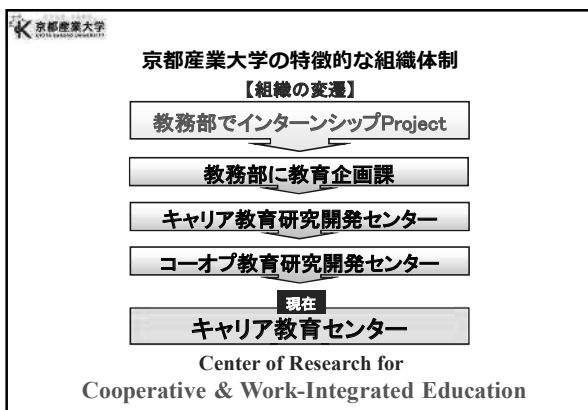 京都産業大学
KYOTO SANGYO UNIVERSITY
京都産業大学の特徴的な組織体制
【組織の変遷】
教務部でインターンシップProject
教務部に教育企画課
キャリア教育研究開発センター
コーオプ教育研究開発センター
現在
キャリア教育センター
Center of Research for
Cooperative & Work-Integrated Education